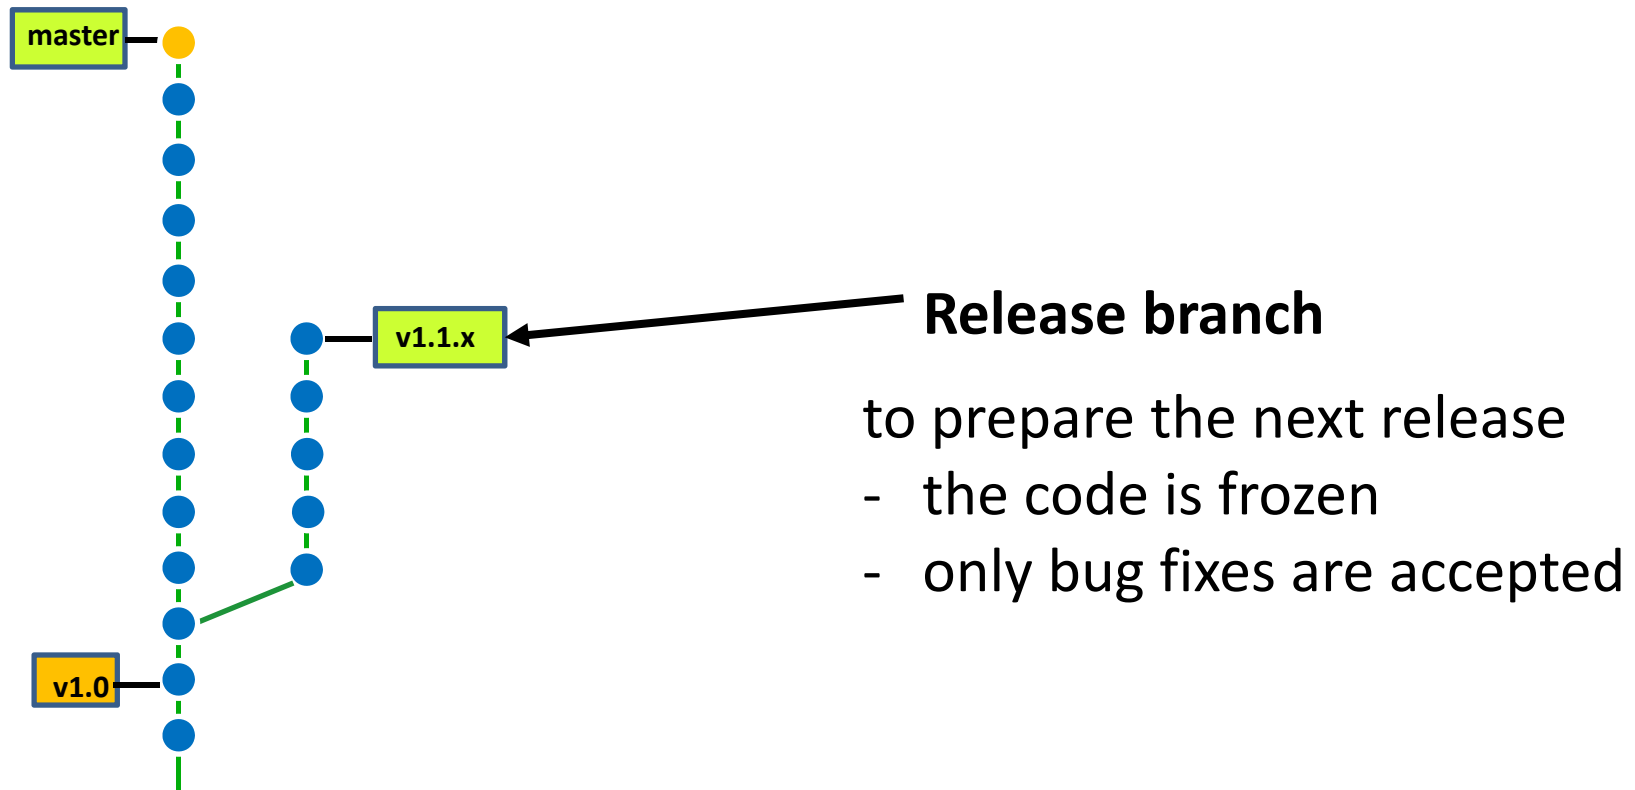 master
v1.1.x
Release branch
to prepare the next release
- the code is frozen
- only bug fixes are accepted
v1.0